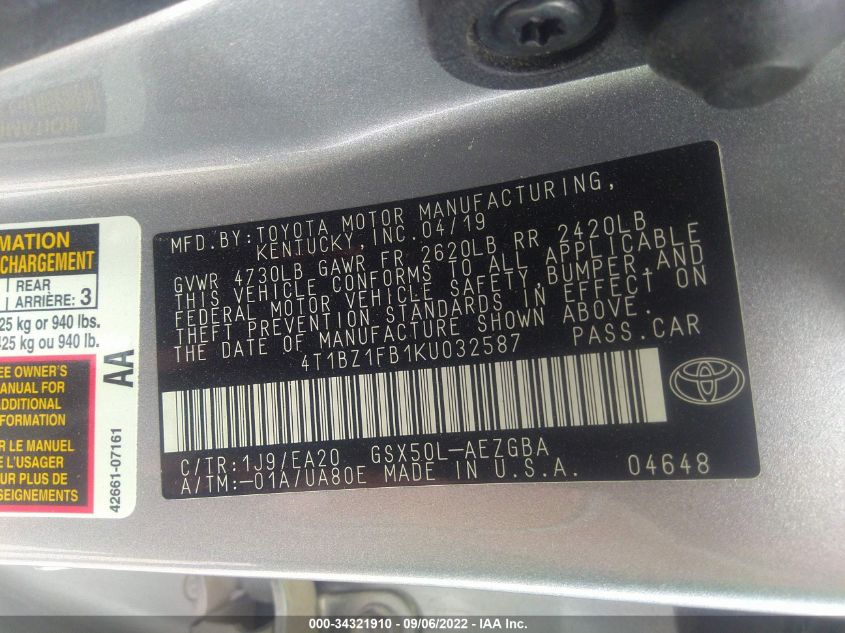 MFD.BY:TOYOTA MOTOR MANUFACTURING,
KENTUCKY, INC.04/19
GVWR 4730LB GAWR FR 2620LB RR 2420LB
THIS VEHICLE CONFORMS TO ALL APPLICABLE
FEDERAL MOTOR VEHICLE SAFETY,BUMPER,AND
THEFT PREVENTION STANDARDS IN EFFECT ON
THE DATE OF MANUFACTURE SHOWN ABOVE.
4T1BZ1FB1KU032587 PASS.CAR
C/TR:1J9/EA20 GSX50L-AEZGBA
A/TM:-01A/UA80E MADE IN U.S.A. 04648
MATION
CHARGEMENT
REAR
ARRIÈRE: 3
25 kg or 940 lbs.
425 kg ou 940 lb.
AA
EE OWNER'S
MANUAL FOR
ADDITIONAL
FORMATION
R LE MANUEL
E L'USAGER
UR PLUS DE
SEIGNEMENTS
42661-07161
000-34321910 - 09/06/2022 - IAA Inc.